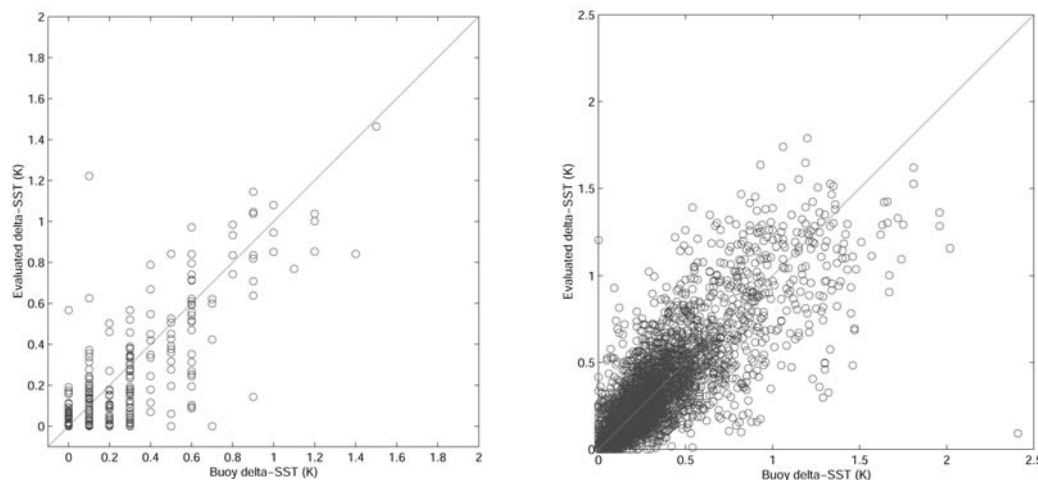 2
1.8
1.6
1.4
1.2
1
0.8
0.6
0.4
0.2
0
Evaluated delta-SST (K)
0 0.2 0.4 0.6 0.8 1 1.2 1.4 1.6 1.8 2
Buoy delta-SST (K)
2.5
2
1.5
1
0.5
0
Evaluated delta-SST (K)
0 0.5 1 1.5 2 2.5
Buoy delta-SST (K)